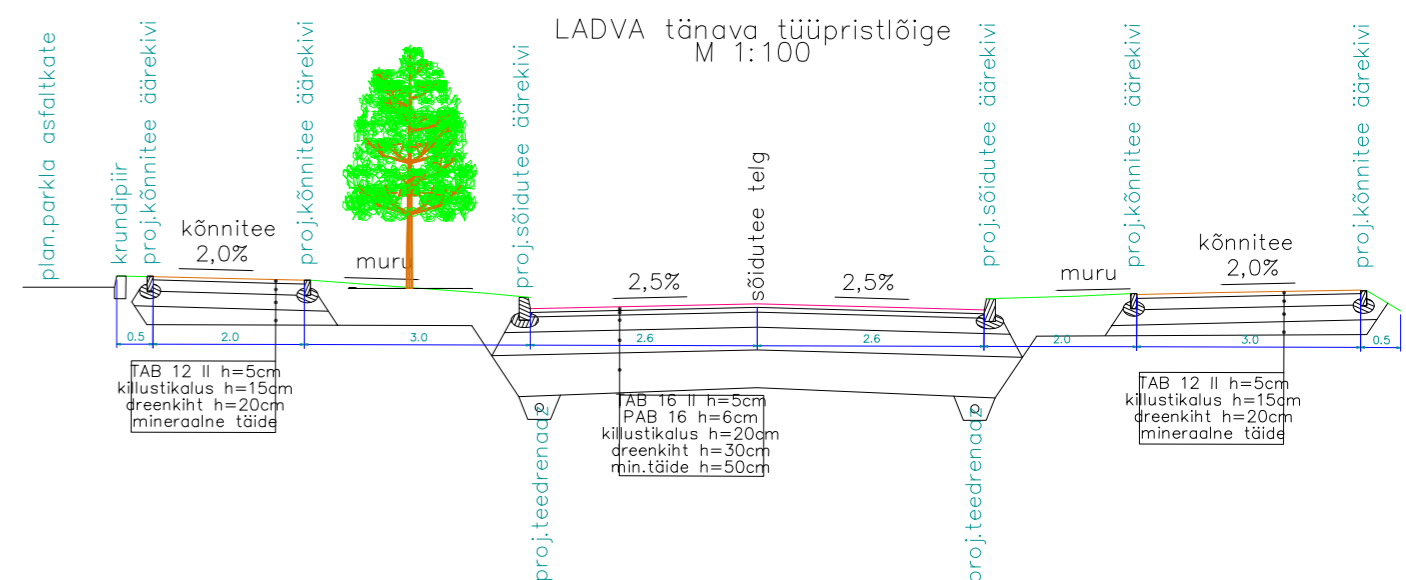 LADVA tänava tüüpristlõige
M 1:100
plan.parkla asfaltkate
krundipiir
proj.kõnnitee äärekivi
proj.kõnnitee äärekivi
proj.sõidutee äärekivi
sõidutee telg
proj.sõidutee äärekivi
proj.kõnnitee äärekivi
proj.kõnnitee äärekivi
kõnnitee
2,0%
muru
2,5%
2,5%
muru
kõnnitee
2,0%
0.5
2.0
3.0
2.6
2.6
2.0
3.0
0.5
TAB 12 II h=5cm
killustikalus h=15cm
dreenkiht h=20cm
mineraalne täide
TAB 16 II h=5cm
PAB 16 h=6cm
killustikalus h=20cm
dreenkiht h=30cm
min.täide h=50cm
TAB 12 II h=5cm
killustikalus h=15cm
dreenkiht h=20cm
mineraalne täide
proj.teedrenaaz
proj.teedrenaaz